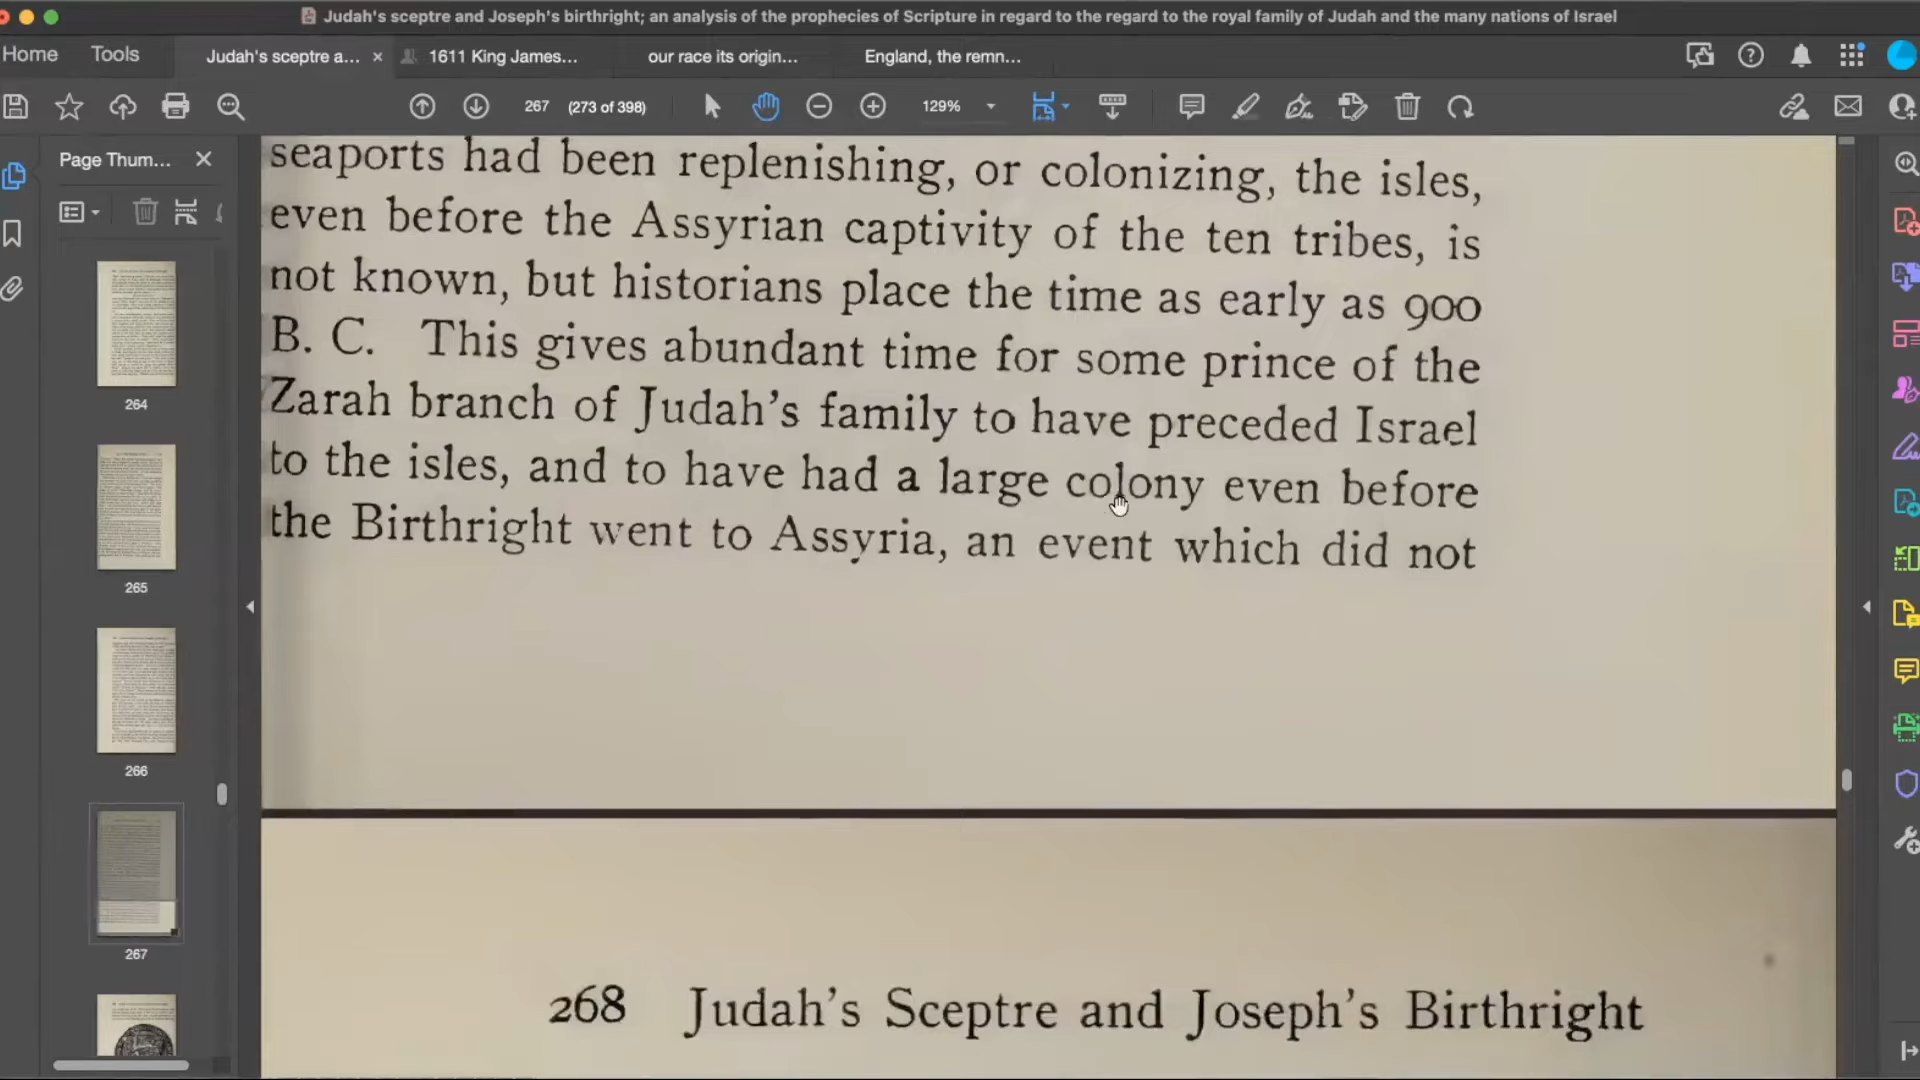 Judah's sceptre and Joseph's birthright; an analysis of the prophecies of Scripture in regard to the regard to the royal family of Judah and the many nations of Israel
Home Tools Judah's sceptre a... 1611 King James... our race its origin... England, the remn...
267 (273 of 398) 129%
Page Thum...
264
265
266
267
seaports had been replenishing, or colonizing, the isles,
even before the Assyrian captivity of the ten tribes, is
not known, but historians place the time as early as 900
B. C. This gives abundant time for some prince of the
Zarah branch of Judah's family to have preceded Israel
to the isles, and to have had a large colony even before
the Birthright went to Assyria, an event which did not
268 Judah's Sceptre and Joseph's Birthright